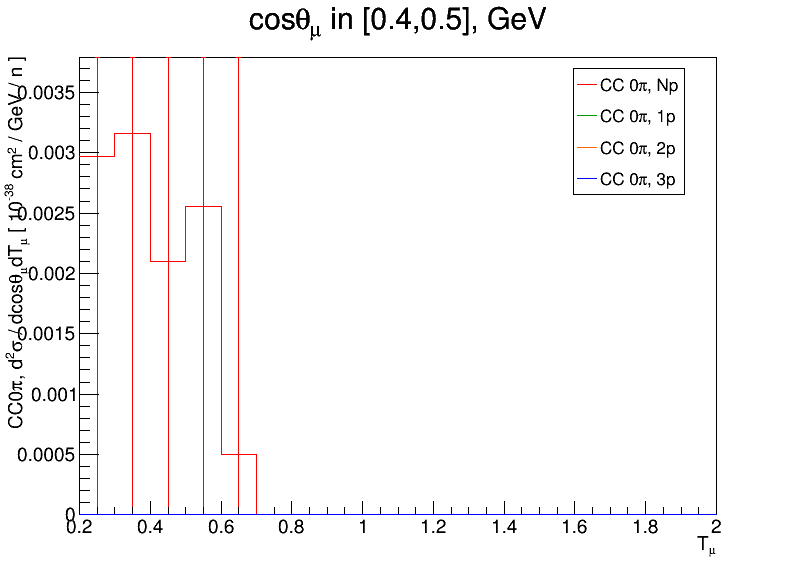 cosθμ in [0.4,0.5], GeV
CC0π, d²σ / dcosθμdTμ [ 10⁻³⁸ cm² / GeV / n ]
0.0035
0.003
0.0025
0.002
0.0015
0.001
0.0005
0
CC 0π, Np
CC 0π, 1p
CC 0π, 2p
CC 0π, 3p
0.2 0.4 0.6 0.8 1 1.2 1.4 1.6 1.8 2
Tμ